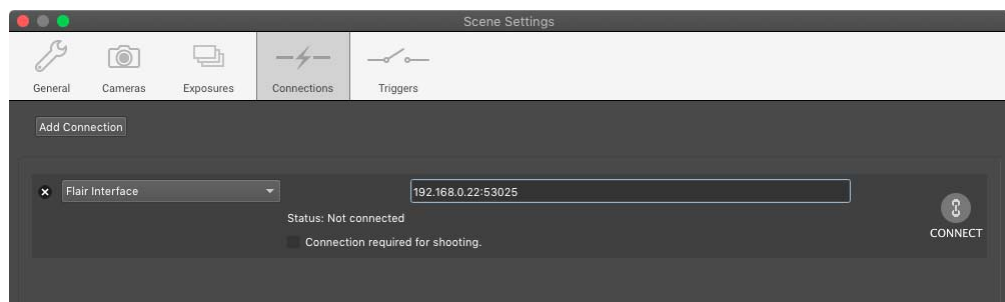 Scene Settings
General Cameras Exposures Connections Triggers
Add Connection
Flair Interface 192.168.0.22:53025
Status: Not connected
CONNECT
Connection required for shooting.